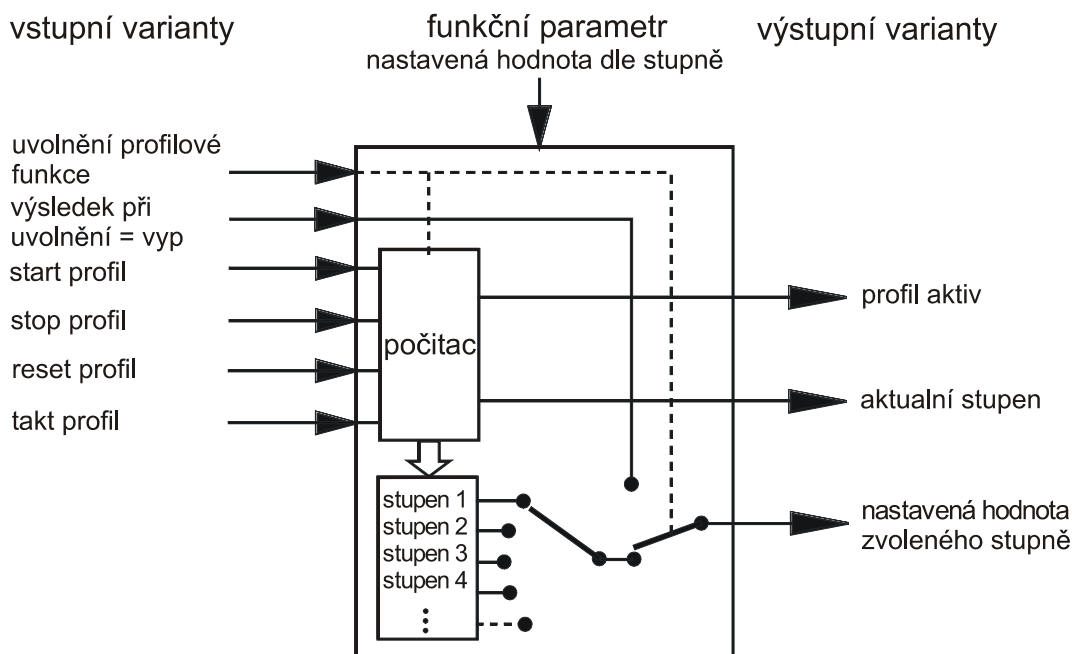 vstupní varianty
funkční parametr
nastavená hodnota dle stupně
výstupní varianty
uvolnění profilové
funkce
výsledek při
uvolnění = vyp
start profil
stop profil
reset profil
takt profil
počitac
profil aktiv
aktualní stupen
stupen 1
stupen 2
stupen 3
stupen 4
nastavená hodnota
zvoleného stupně